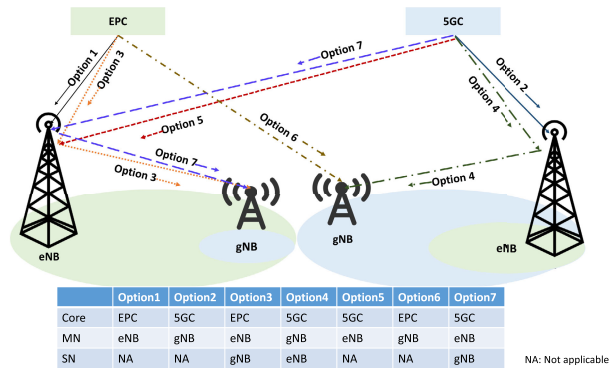 EPC
5GC
Option 1
Option 3
Option 7
Option 2
Option 4
Option 5
Option 6
Option 7
Option 3
Option 4
eNB
gNB
gNB
eNB
Option1 Option2 Option3 Option4 Option5 Option6 Option7
Core EPC 5GC EPC 5GC 5GC EPC 5GC
MN eNB gNB eNB gNB eNB gNB eNB
SN NA NA gNB eNB NA NA gNB
NA: Not applicable